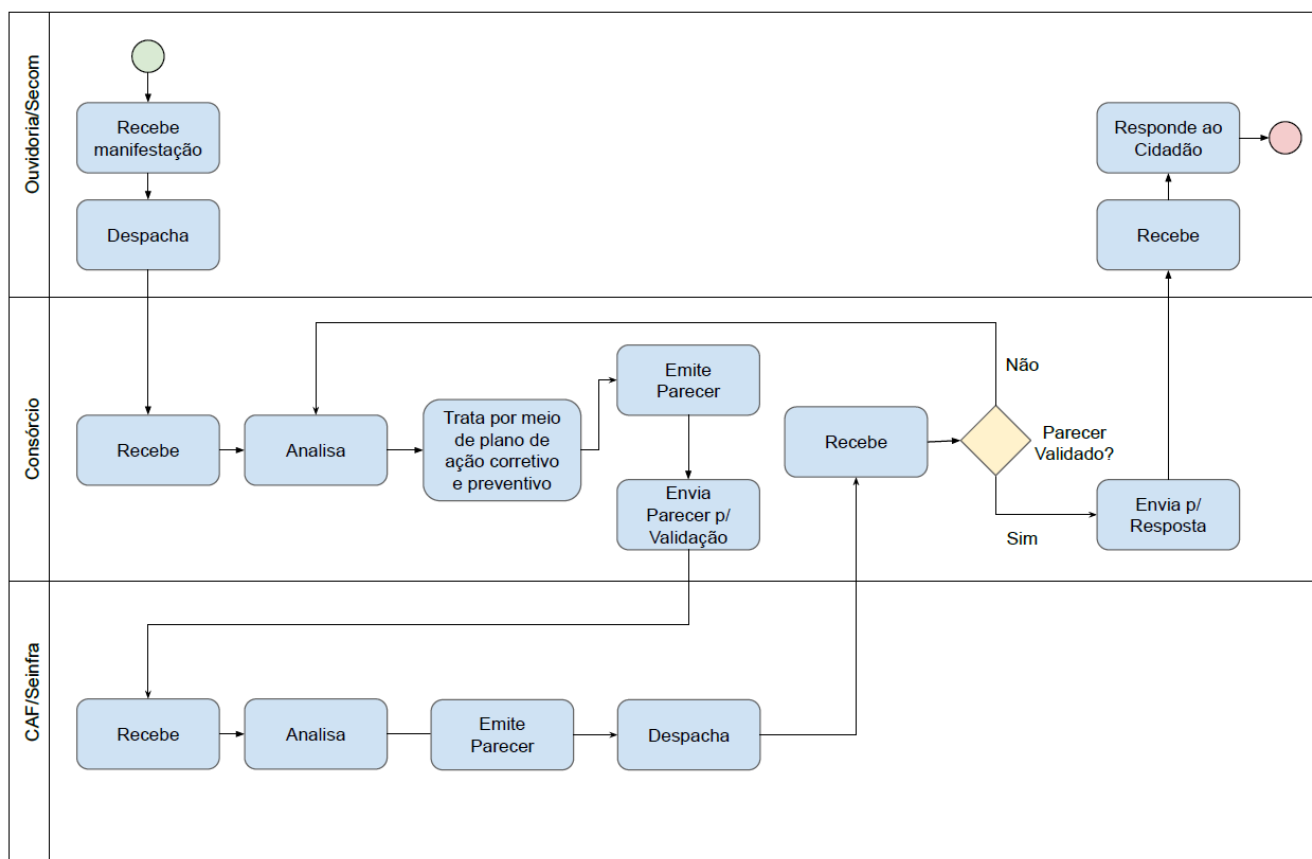 Ouvidoria/Secom
Recebe
manifestação
Despacha
Responde ao
Cidadão
Recebe
Consórcio
Recebe
Analisa
Trata por meio
de plano de
ação corretivo
e preventivo
Emite
Parecer
Envia
Parecer p/
Validação
Recebe
Não
Parecer
Validado?
Sim
Envia p/
Resposta
CAF/Seinfra
Recebe
Analisa
Emite
Parecer
Despacha